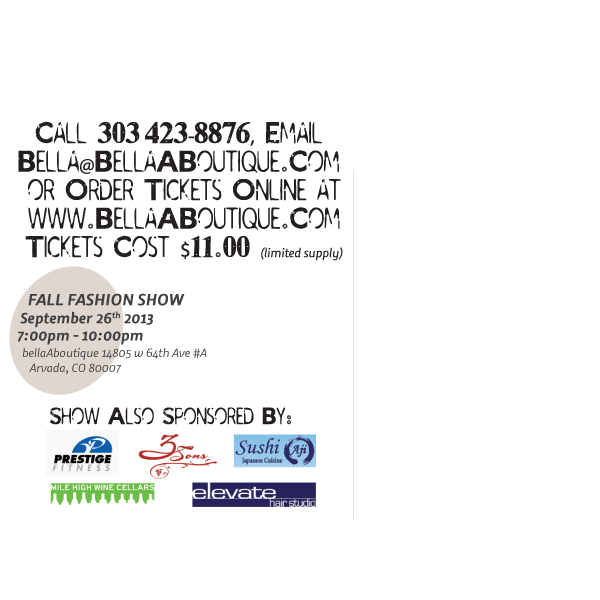 Call 303 423-8876, Email
Bella@BellaABoutique.Com
or Order Tickets Online at
www.BellaABoutique.Com
Tickets Cost $11.00 (limited supply)
FALL FASHION SHOW
September 26th 2013
7:00pm - 10:00pm
bellaAboutique 14805 w 64th Ave #A
Arvada, CO 80007
Show Also Sponsored By:
PRESTIGE
FITNESS
3 Sons
Sushi Aji
Japanese Cuisine
MILE HIGH WINE CELLARS
elevate
hair studio